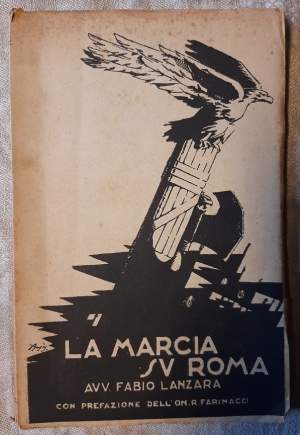 LA MARCIA
SV ROMA
AVV. FABIO LANZARA
CON PREFAZIONE DELL'ON. R. FARINACCI